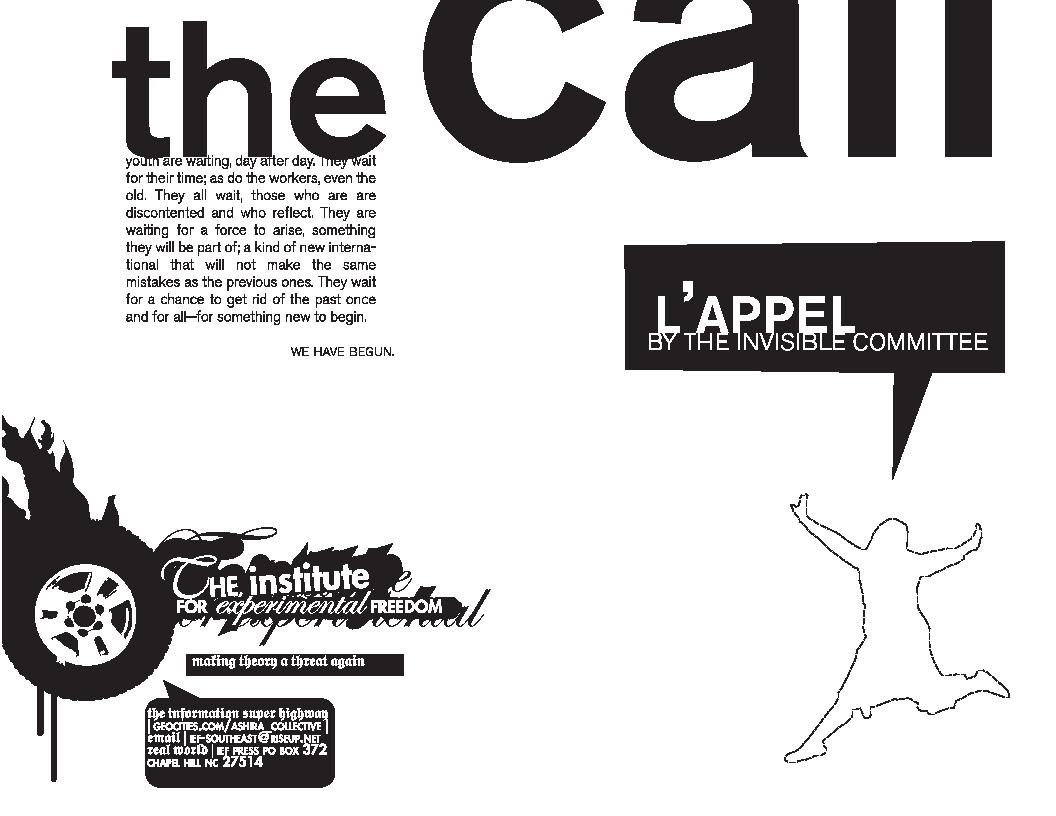 the call
youth are waiting, day after day. They wait
for their time; as do the workers, even the
old. They all wait, those who are are
discontented and who reflect. They are
waiting for a force to arise, something
they will be part of; a kind of new interna-
tional that will not make the same
mistakes as the previous ones. They wait
for a chance to get rid of the past once
and for all—for something new to begin.
WE HAVE BEGUN.
L'APPEL
BY THE INVISIBLE COMMITTEE
THE institute
FOR experimental FREEDOM
making theory a threat again
the information super highway
| GEOCITIES.COM/ASHIRA_COLLECTIVE |
email | IEF-SOUTHEAST@RISEUP.NET
real world | IEF PRESS PO BOX 372
CHAPEL HILL NC 27514